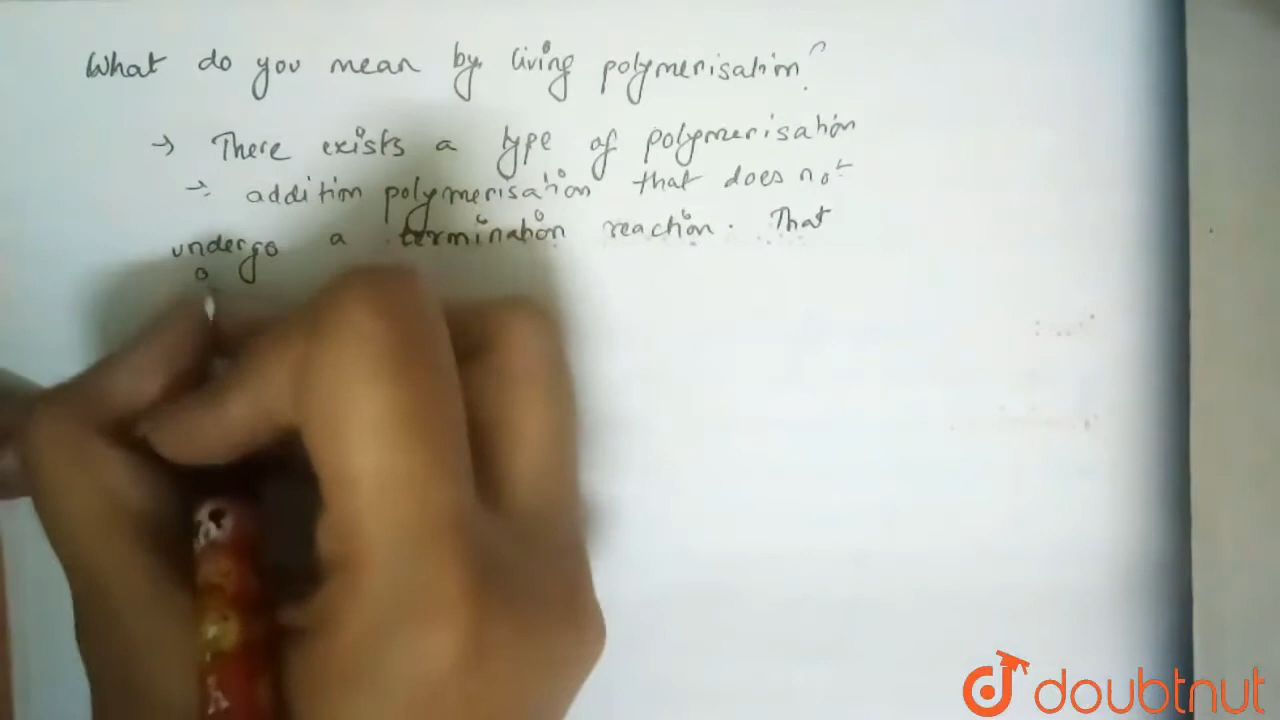 What do you mean by living polymerisation?
→ There exists a type of polymerisation
→ addition polymerisation that does not
undergo a termination reaction. That
doubtnut